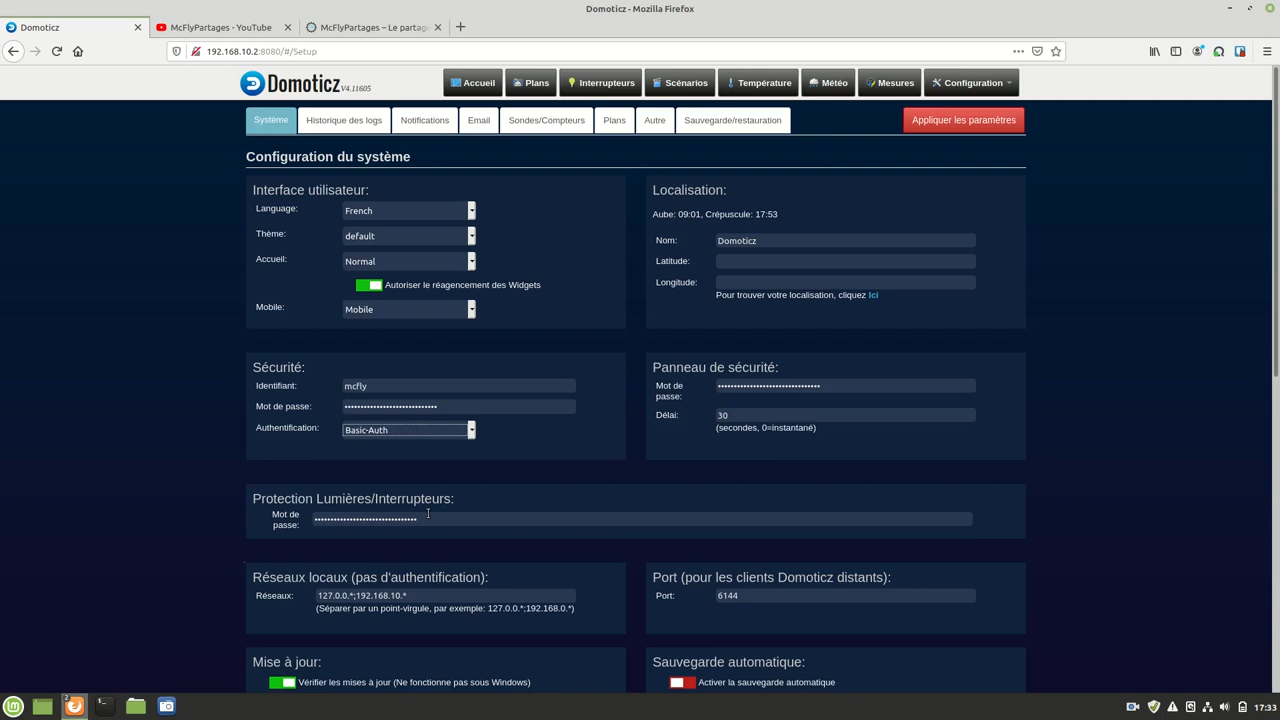 Domoticz - Mozilla Firefox
Domoticz
McFlyPartages - YouTube
McFlyPartages – Le partag
192.168.10.2:8080/#/Setup
Domoticz V4.11605
Accueil
Plans
Interrupteurs
Scénarios
Température
Météo
Mesures
Configuration
Système
Historique des logs
Notifications
Email
Sondes/Compteurs
Plans
Autre
Sauvegarde/restauration
Appliquer les paramètres
Configuration du système
Interface utilisateur:
Language: French
Thème: default
Accueil: Normal
Autoriser le réagencement des Widgets
Mobile: Mobile
Localisation:
Aube: 09:01, Crépuscule: 17:53
Nom: Domoticz
Latitude:
Longitude:
Pour trouver votre localisation, cliquez Ici
Sécurité:
Identifiant: mcfly
Mot de passe:
Authentification: Basic-Auth
Panneau de sécurité:
Mot de
passe:
Délai: 30
(secondes, 0=instantané)
Protection Lumières/Interrupteurs:
Mot de
passe:
Réseaux locaux (pas d'authentification):
Réseaux: 127.0.0.*;192.168.10.*
(Séparer par un point-virgule, par exemple: 127.0.0.*;192.168.0.*)
Port (pour les clients Domoticz distants):
Port: 6144
Mise à jour:
Vérifier les mises à jour (Ne fonctionne pas sous Windows)
Sauvegarde automatique:
Activer la sauvegarde automatique
17:33